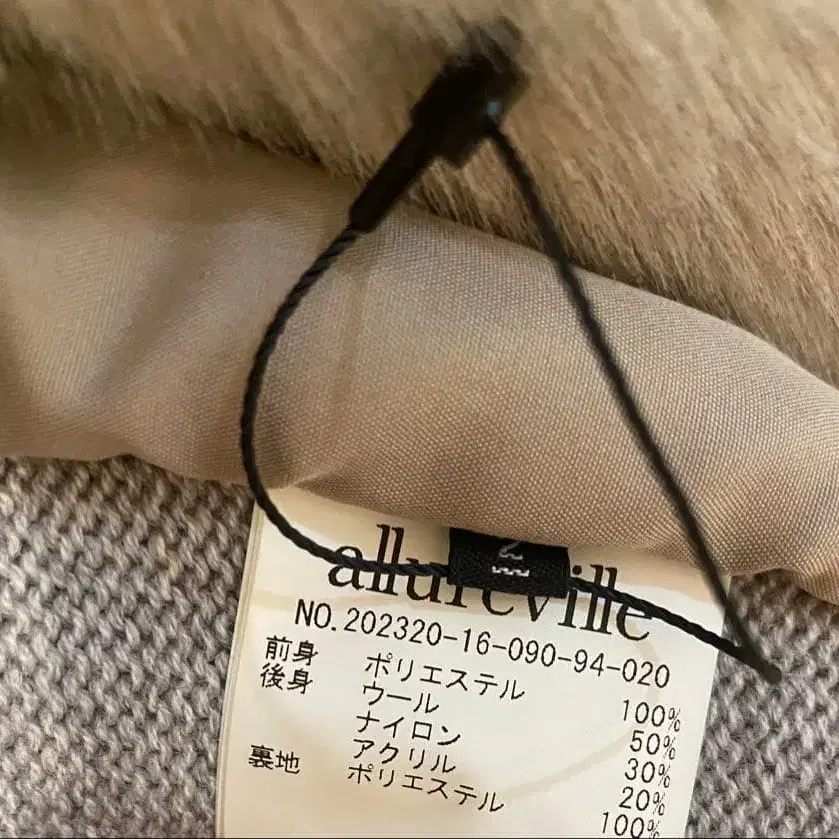 2
allureville
NO.202320-16-090-94-020
前身 ポリエステル 100%
後身 ウール 50%
ナイロン 30%
アクリル 20%
裏地 ポリエステル 100%